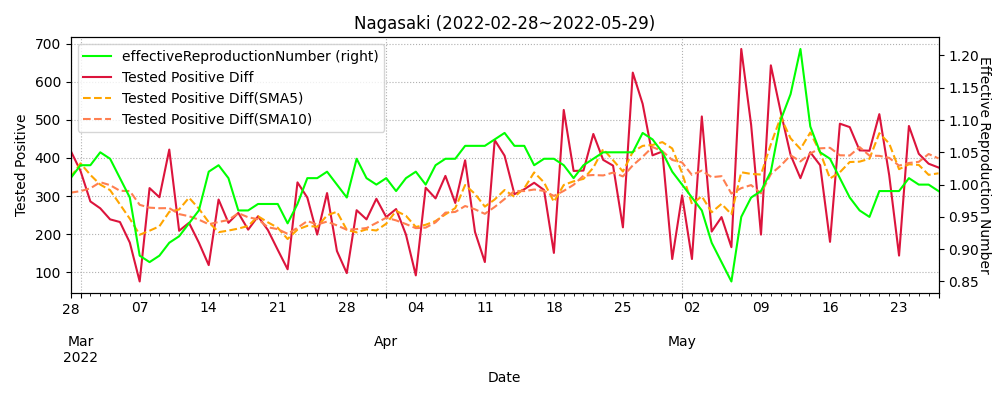 Nagasaki (2022-02-28~2022-05-29)
effectiveReproductionNumber (right)
Tested Positive Diff
Tested Positive Diff(SMA5)
Tested Positive Diff(SMA10)
Tested Positive
700
600
500
400
300
200
100
1.20
1.15
1.10
1.05
1.00
0.95
0.90
0.85
Effective Reproduction Number
28 07 14 21 28 04 11 18 25 02 09 16 23
Mar Apr May
2022
Date